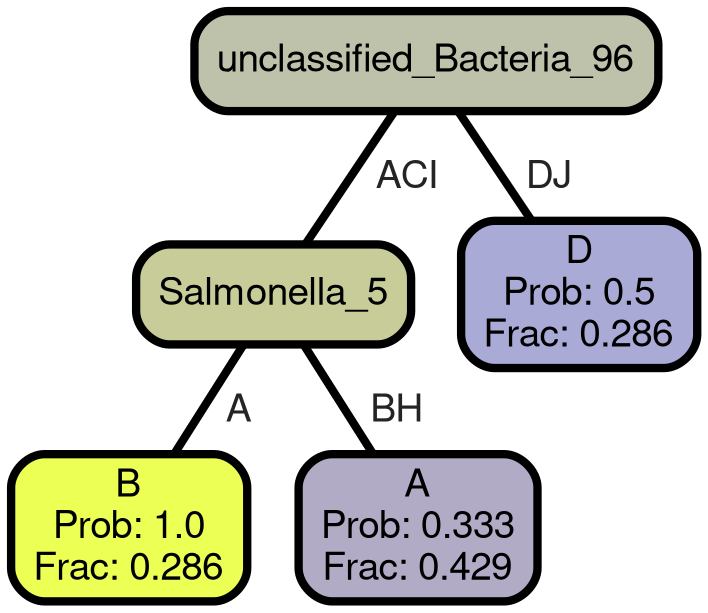 unclassified_Bacteria_96
ACI
DJ
D
Prob: 0.5
Frac: 0.286
Salmonella_5
A
BH
B
Prob: 1.0
Frac: 0.286
A
Prob: 0.333
Frac: 0.429